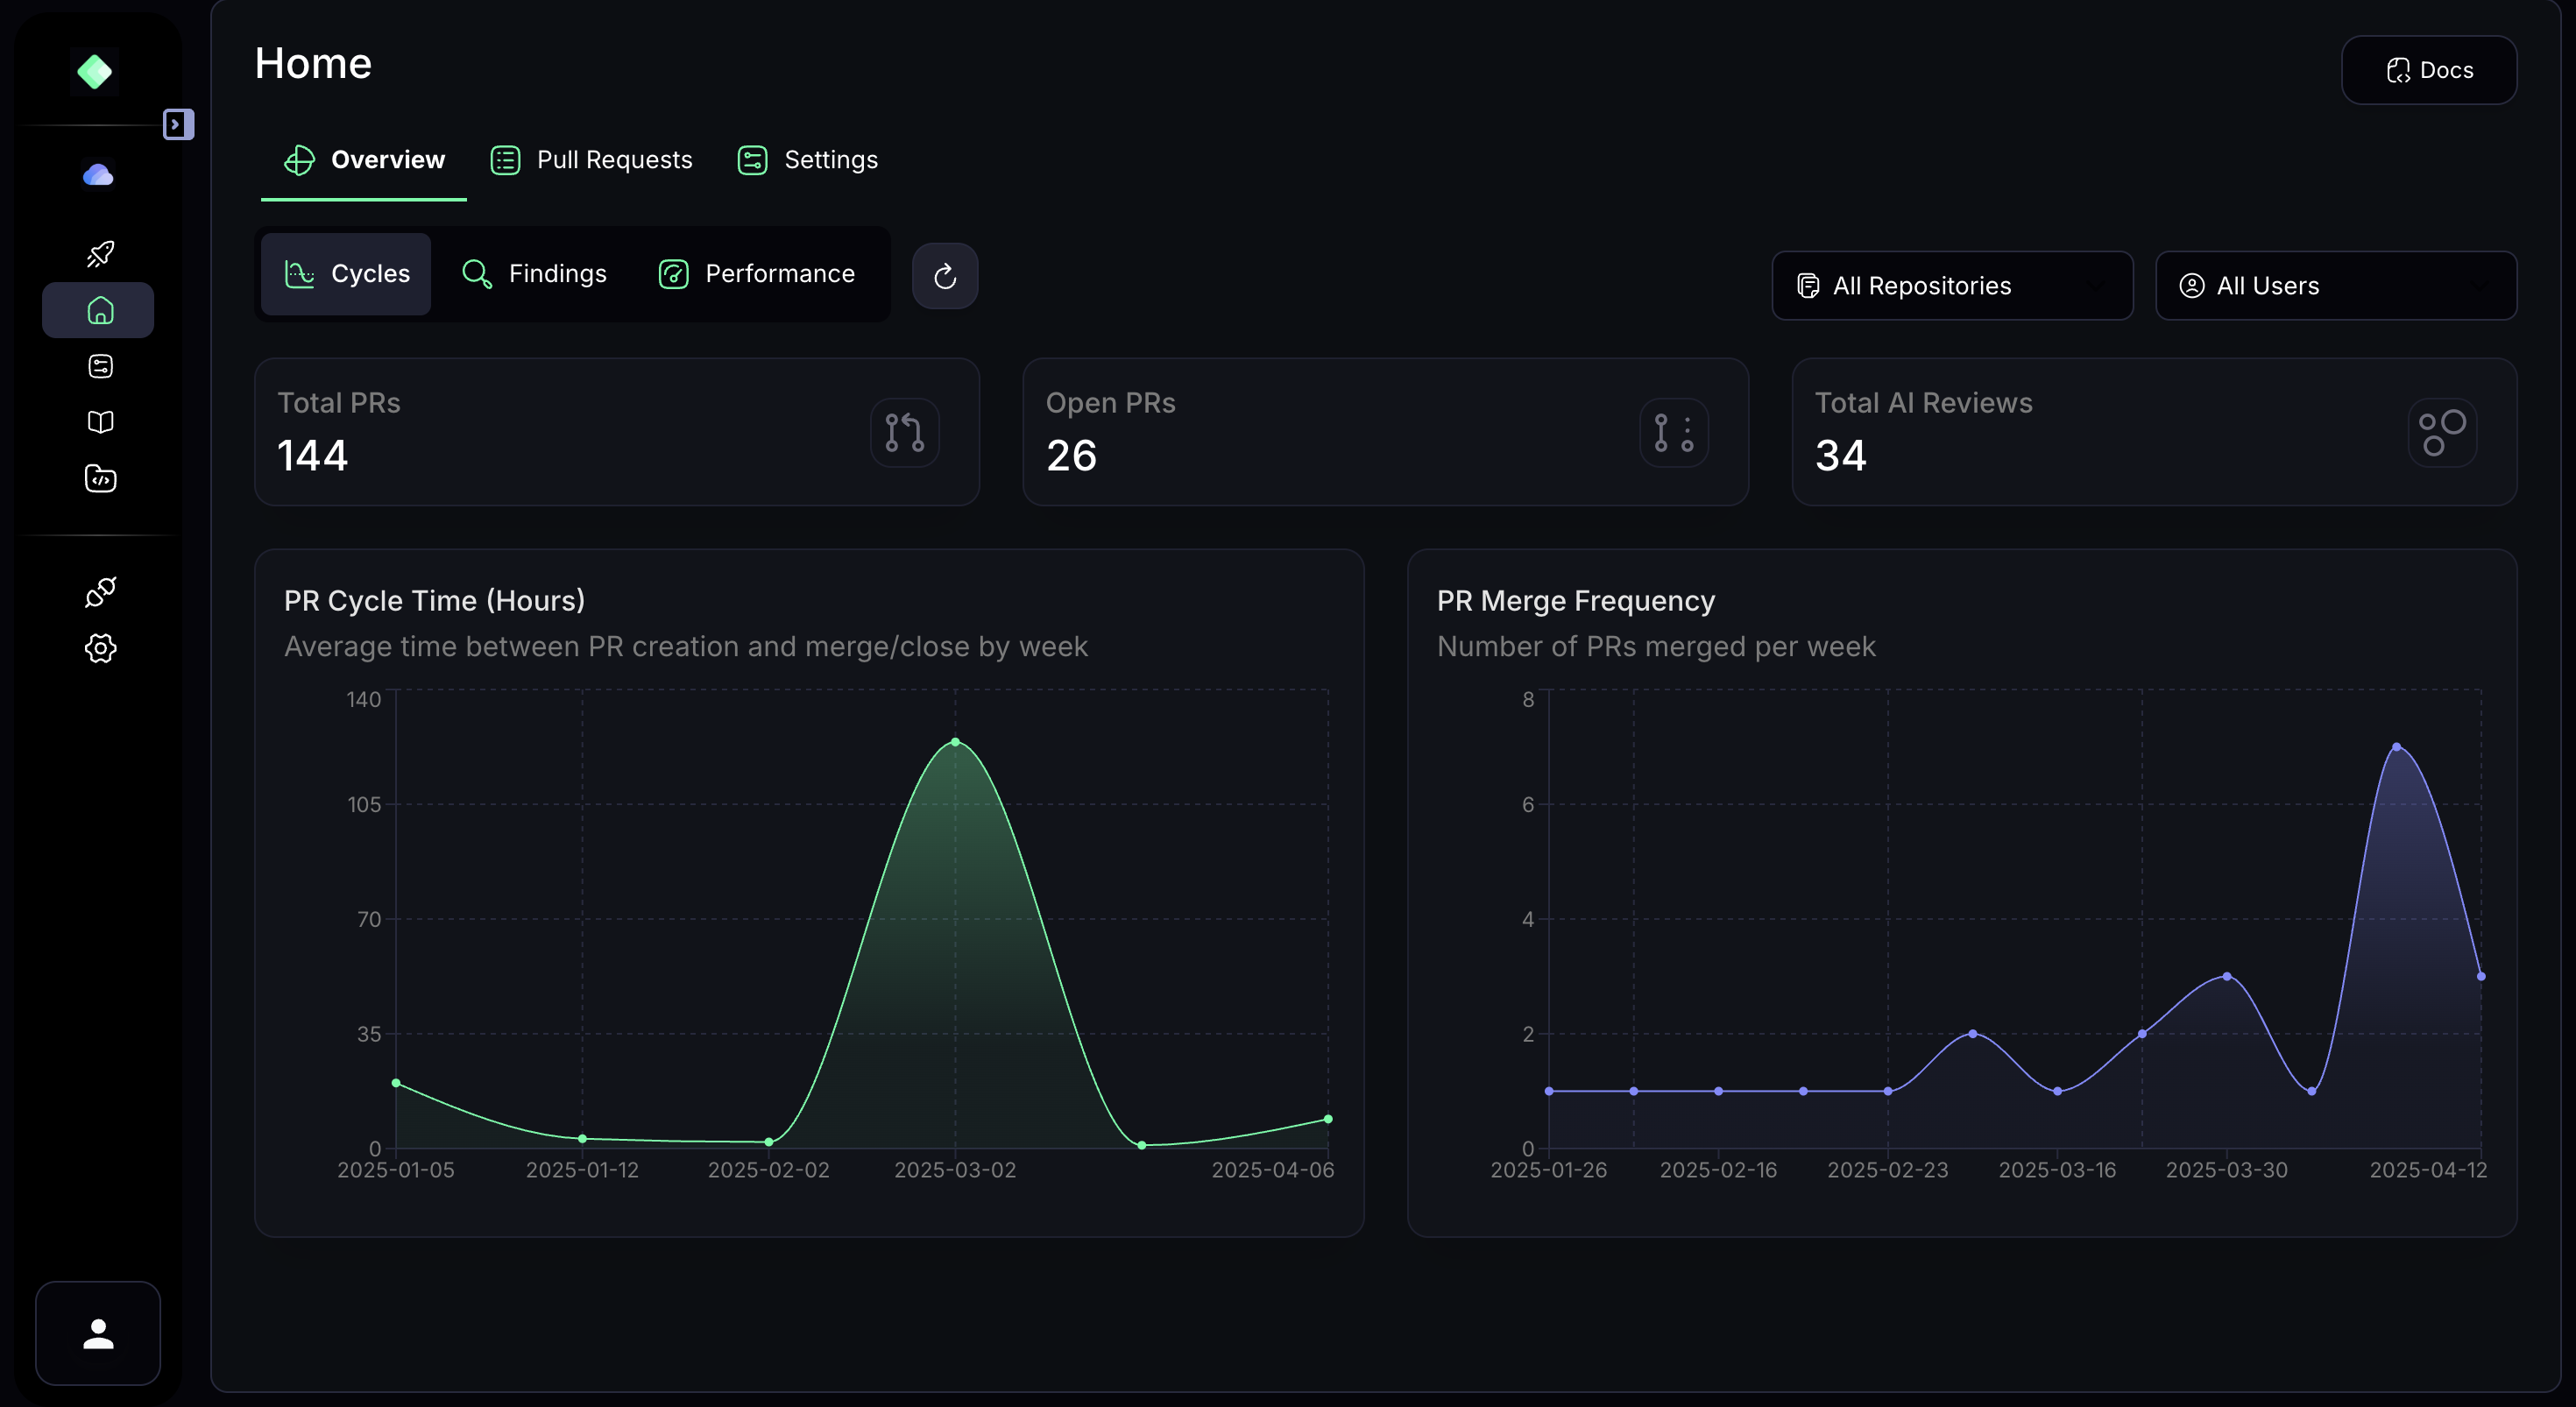 Home
Docs
Overview
Pull Requests
Settings
Cycles
Findings
Performance
All Repositories
All Users
Total PRs
144
Open PRs
26
Total AI Reviews
34
PR Cycle Time (Hours)
Average time between PR creation and merge/close by week
140
105
70
35
0
2025-01-05
2025-01-12
2025-02-02
2025-03-02
2025-04-06
PR Merge Frequency
Number of PRs merged per week
8
6
4
2
0
2025-01-26
2025-02-16
2025-02-23
2025-03-16
2025-03-30
2025-04-12